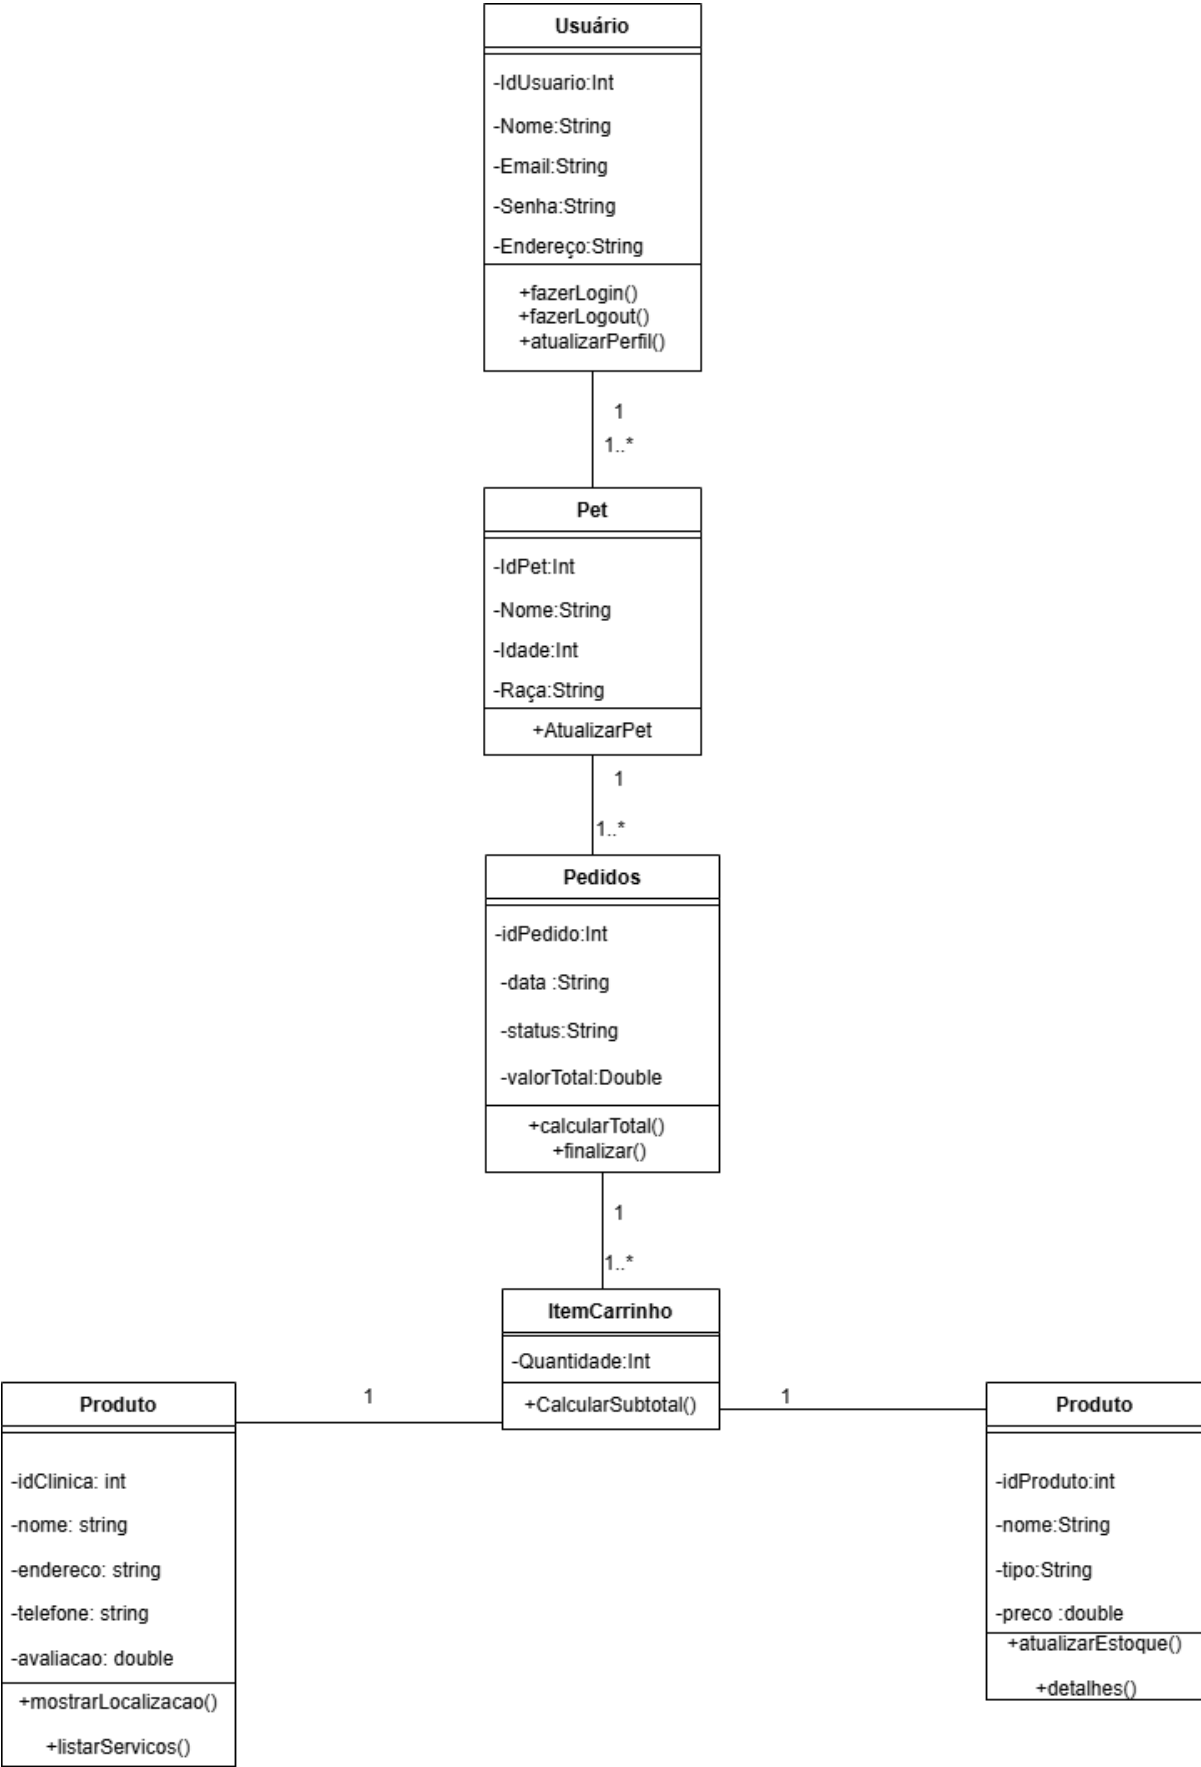 Usuário
-IdUsuario:Int
-Nome:String
-Email:String
-Senha:String
-Endereço:String
+fazerLogin()
+fazerLogout()
+atualizarPerfil()
1
1..*
Pet
-IdPet:Int
-Nome:String
-Idade:Int
-Raça:String
+AtualizarPet
1
1..*
Pedidos
-idPedido:Int
-data :String
-status:String
-valorTotal:Double
+calcularTotal()
+finalizar()
1
1..*
ItemCarrinho
-Quantidade:Int
+CalcularSubtotal()
1
1
Produto
-idClinica: int
-nome: string
-endereco: string
-telefone: string
-avaliacao: double
+mostrarLocalizacao()
+listarServicos()
Produto
-idProduto:int
-nome:String
-tipo:String
-preco :double
+atualizarEstoque()
+detalhes()